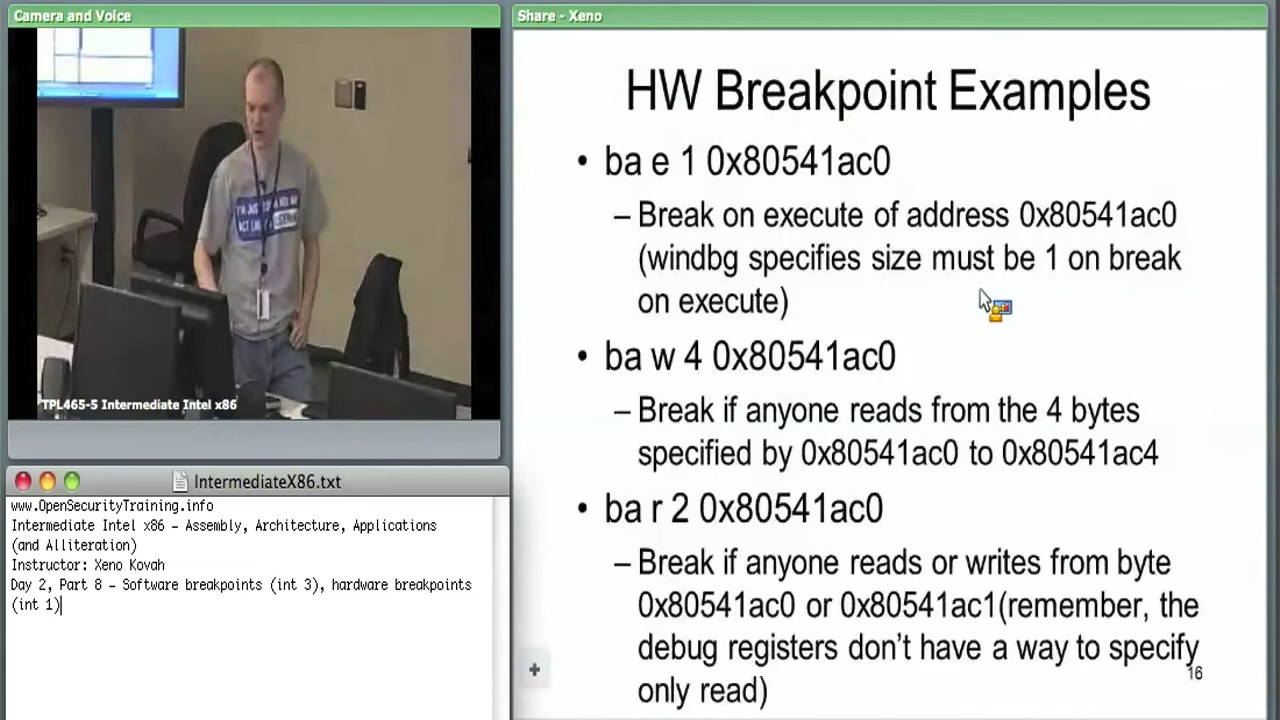 Camera and Voice
TPL465-5 Intermediate Intel x86
IntermediateX86.txt
www.OpenSecurityTraining.info
Intermediate Intel x86 – Assembly, Architecture, Applications
(and Alliteration)
Instructor: Xeno Kovah
Day 2, Part 8 – Software breakpoints (int 3), hardware breakpoints
(int 1)
Share - Xeno
HW Breakpoint Examples
• ba e 1 0x80541ac0
– Break on execute of address 0x80541ac0
(windbg specifies size must be 1 on break
on execute)
• ba w 4 0x80541ac0
– Break if anyone reads from the 4 bytes
specified by 0x80541ac0 to 0x80541ac4
• ba r 2 0x80541ac0
– Break if anyone reads or writes from byte
0x80541ac0 or 0x80541ac1(remember, the
debug registers don't have a way to specify
only read)
16